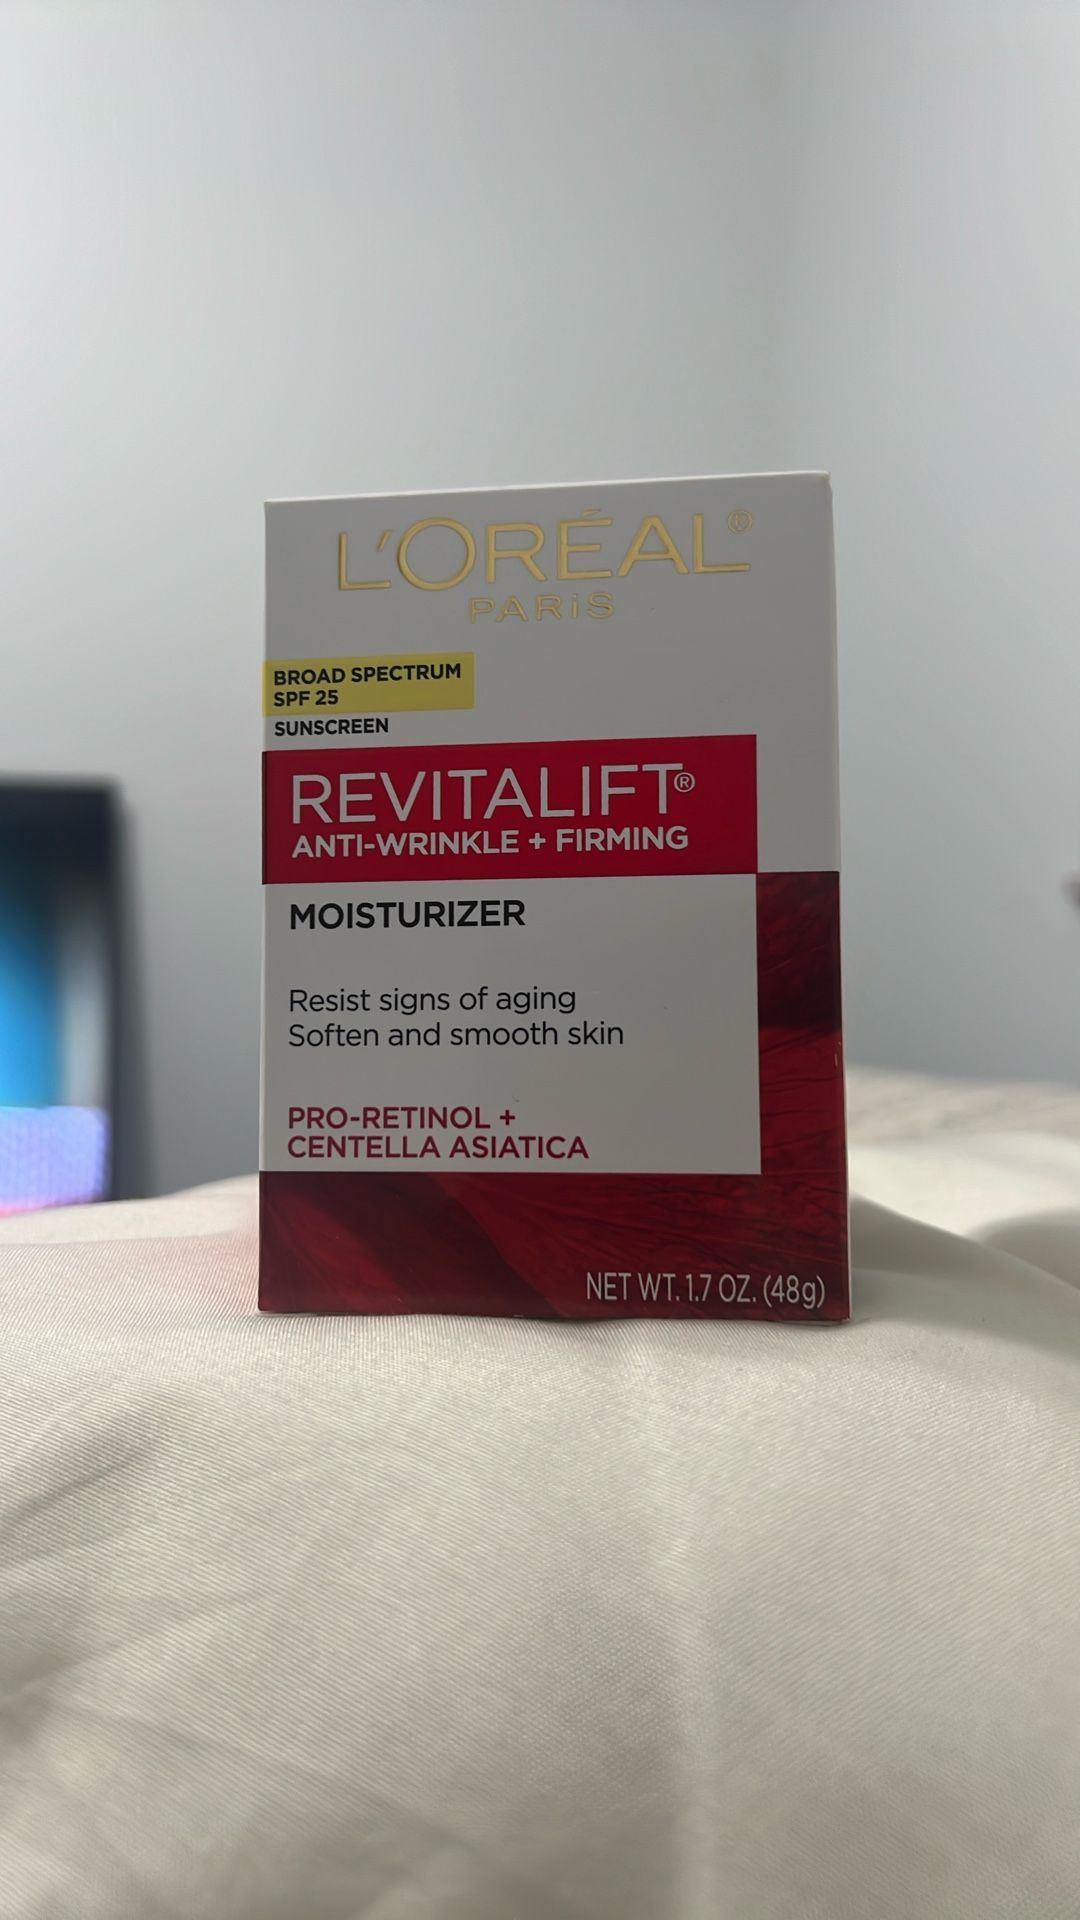 L'ORÉAL®
PARiS
BROAD SPECTRUM
SPF 25
SUNSCREEN
REVITALIFT®
ANTI-WRINKLE + FIRMING
MOISTURIZER
Resist signs of aging
Soften and smooth skin
PRO-RETINOL +
CENTELLA ASIATICA
NET WT. 1.7 OZ. (48g)